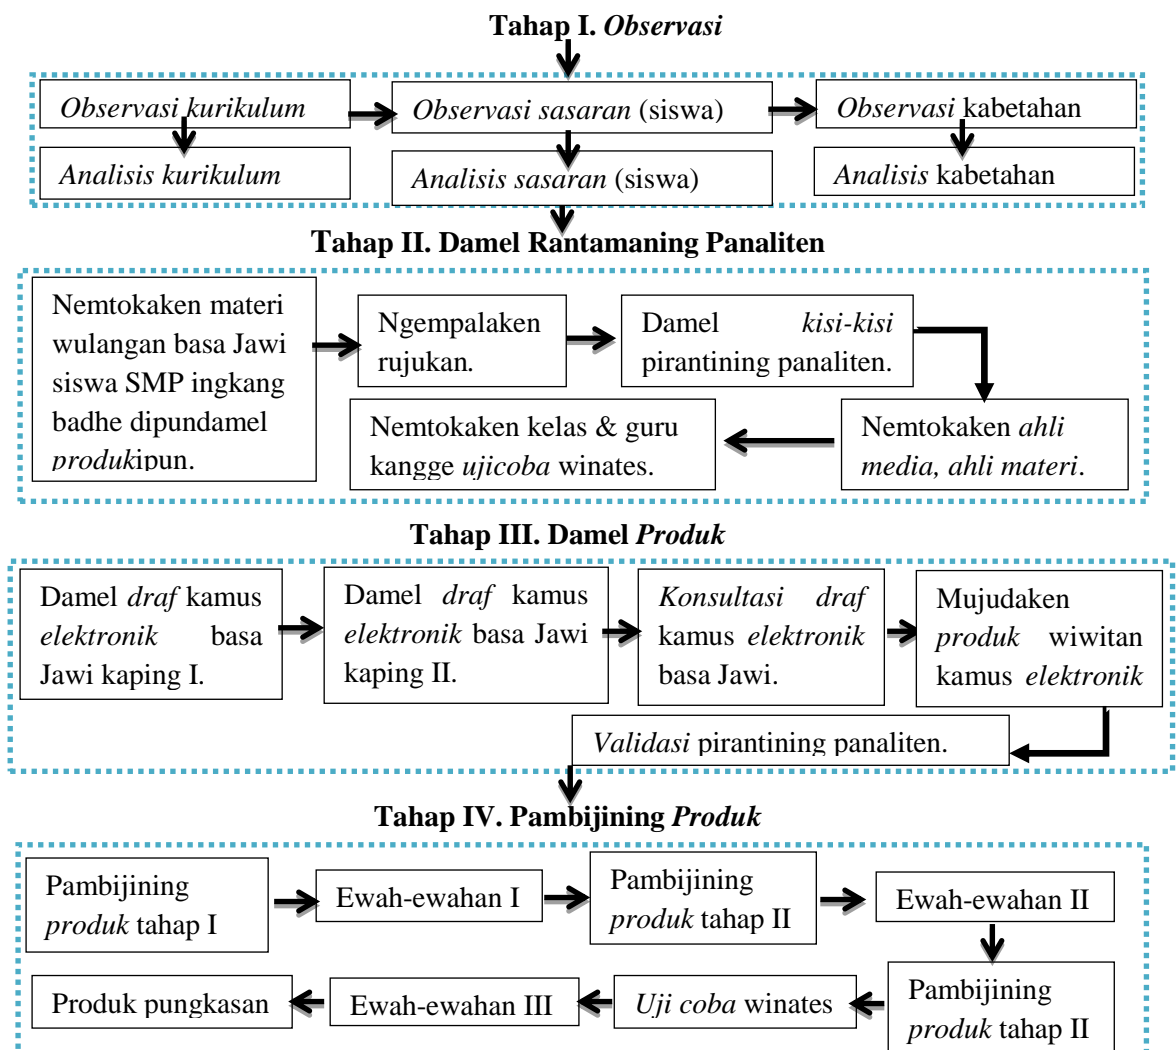 Tahap I. Observasi
Observasi kurikulum
Observasi sasaran (siswa)
Observasi kabetahan
Analisis kurikulum
Analisis sasaran (siswa)
Analisis kabetahan
Tahap II. Damel Rantamaning Panaliten
Nemtokaken materi
wulangan basa Jawi
siswa SMP ingkang
badhe dipundamel
produkipun.
Ngempalaken
rujukan.
Damel kisi-kisi
pirantining panaliten.
Nemtokaken ahli
media, ahli materi.
Nemtokaken kelas & guru
kangge ujicoba winates.
Tahap III. Damel Produk
Damel draf kamus
elektronik basa
Jawi kaping I.
Damel draf kamus
elektronik basa Jawi
kaping II.
Konsultasi draf
kamus elektronik
basa Jawi.
Mujudaken
produk wiwitan
kamus elektronik
Validasi pirantining panaliten.
Tahap IV. Pambijining Produk
Pambijining
produk tahap I
Ewah-ewahan I
Pambijining
produk tahap II
Ewah-ewahan II
Pambijining
produk tahap II
Uji coba winates
Ewah-ewahan III
Produk pungkasan